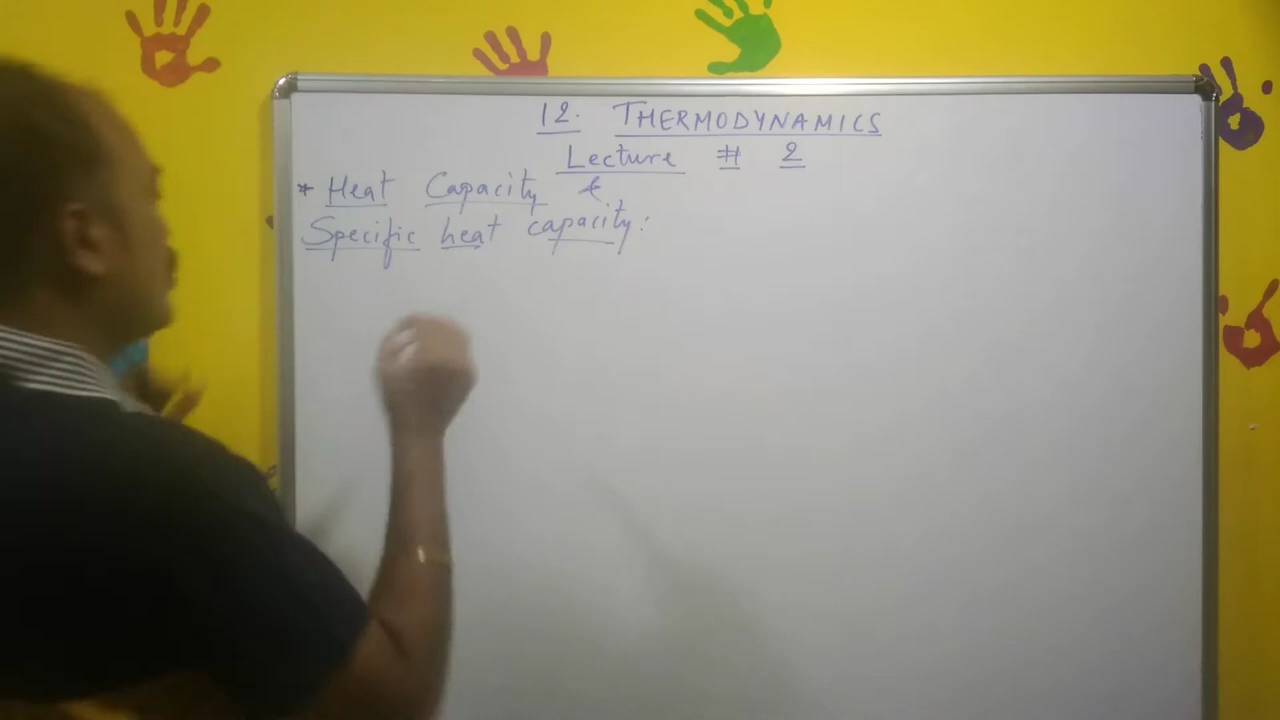 12. THERMODYNAMICS
Lecture # 2
* Heat Capacity &
Specific heat capacity: